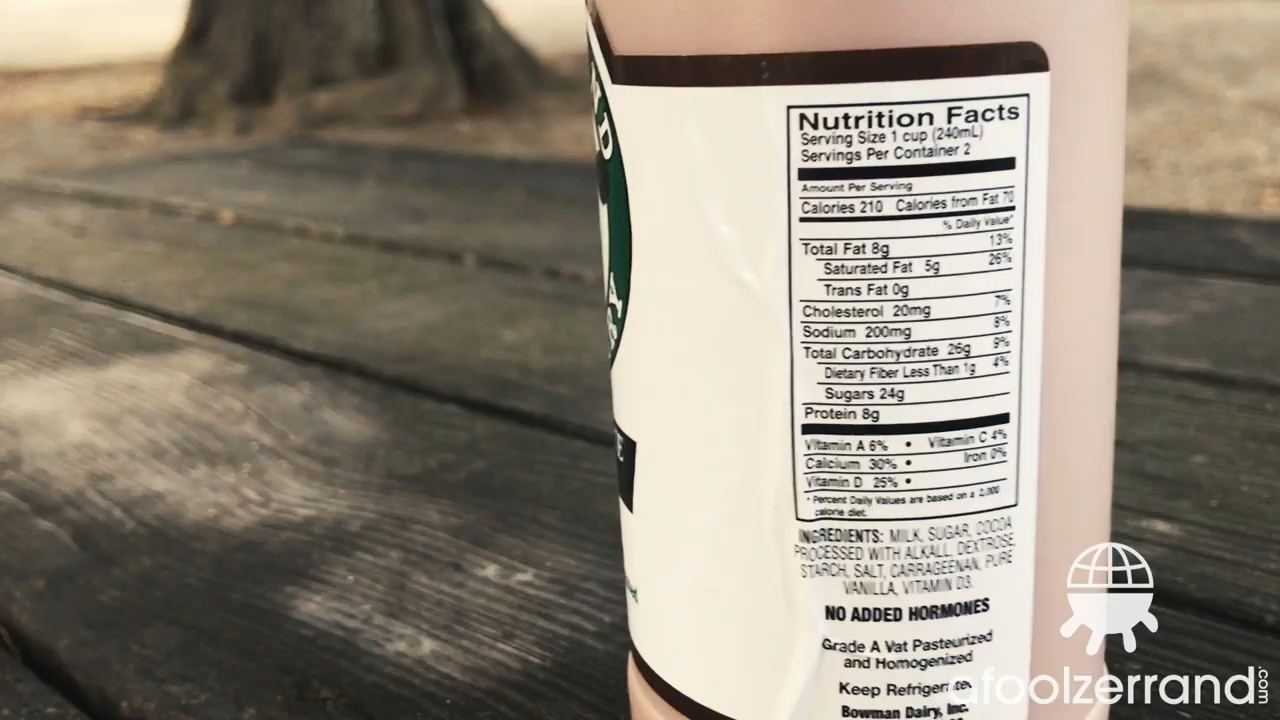 Nutrition Facts
Serving Size 1 cup (240mL)
Servings Per Container 2
Amount Per Serving
Calories 210 Calories from Fat 70
% Daily Value*
Total Fat 8g 13%
Saturated Fat 5g 26%
Trans Fat 0g
Cholesterol 20mg 7%
Sodium 200mg 8%
Total Carbohydrate 26g 9%
Dietary Fiber Less Than 1g 4%
Sugars 24g
Protein 8g
Vitamin A 6% • Vitamin C 4%
Calcium 30% • Iron 0%
Vitamin D 25% •
* Percent Daily Values are based on a 2,000
calorie diet.
INGREDIENTS: MILK, SUGAR, COCOA
PROCESSED WITH ALKALI, DEXTROSE,
STARCH, SALT, CARRAGEENAN, PURE
VANILLA, VITAMIN D3.
NO ADDED HORMONES
Grade A Vat Pasteurized
and Homogenized
Keep Refrigerated
Bowman Dairy, Inc.
afoolzerrand.com